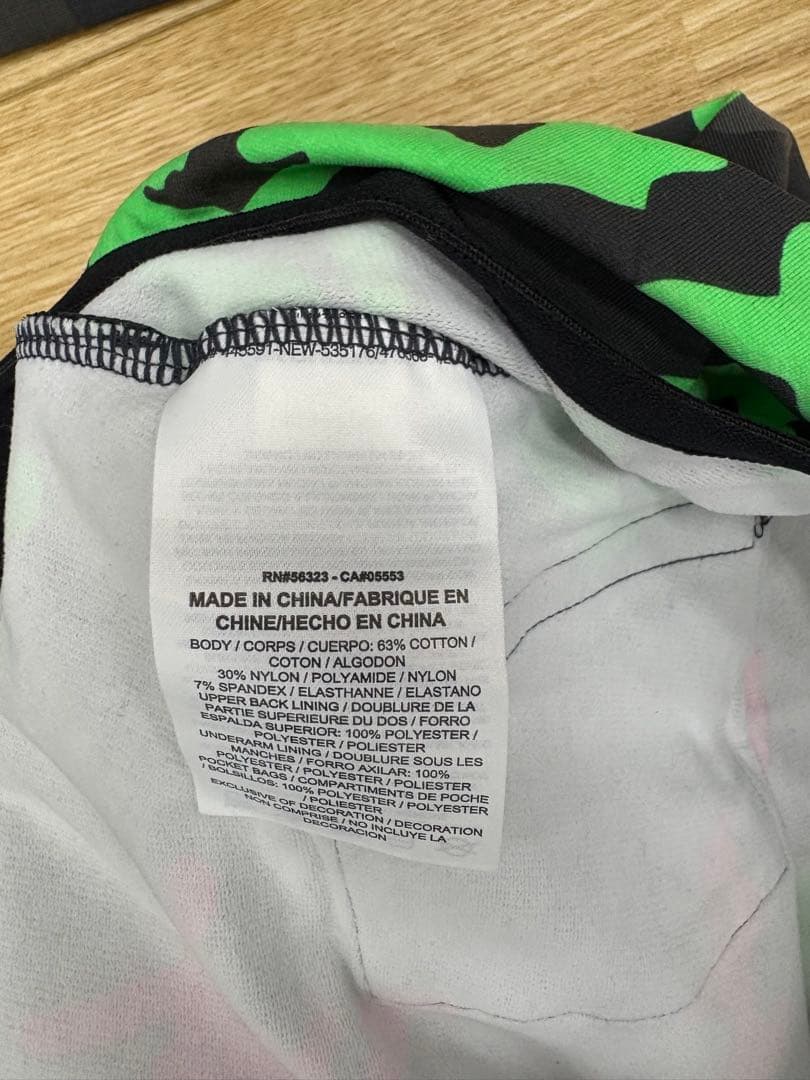 -NEW-535176/
RN#56323 - CA#05553
MADE IN CHINA/FABRIQUE EN
CHINE/HECHO EN CHINA
BODY / CORPS / CUERPO: 63% COTTON /
COTON / ALGODON
30% NYLON / POLYAMIDE / NYLON
7% SPANDEX / ELASTHANNE / ELASTANO
UPPER BACK LINING / DOUBLURE DE LA
PARTIE SUPERIEURE DU DOS / FORRO
ESPALDA SUPERIOR: 100% POLYESTER /
POLYESTER / POLIESTER
UNDERARM LINING / DOUBLURE SOUS LES
MANCHES / FORRO AXILAR: 100%
POLYESTER / POLYESTER / POLIESTER
POCKET BAGS / COMPARTIMENTS DE POCHE
/ BOLSILLOS: 100% POLYESTER / POLYESTER
/ POLIESTER
EXCLUSIVE OF DECORATION / DECORATION
NON COMPRISE / NO INCLUYE LA
DECORACION